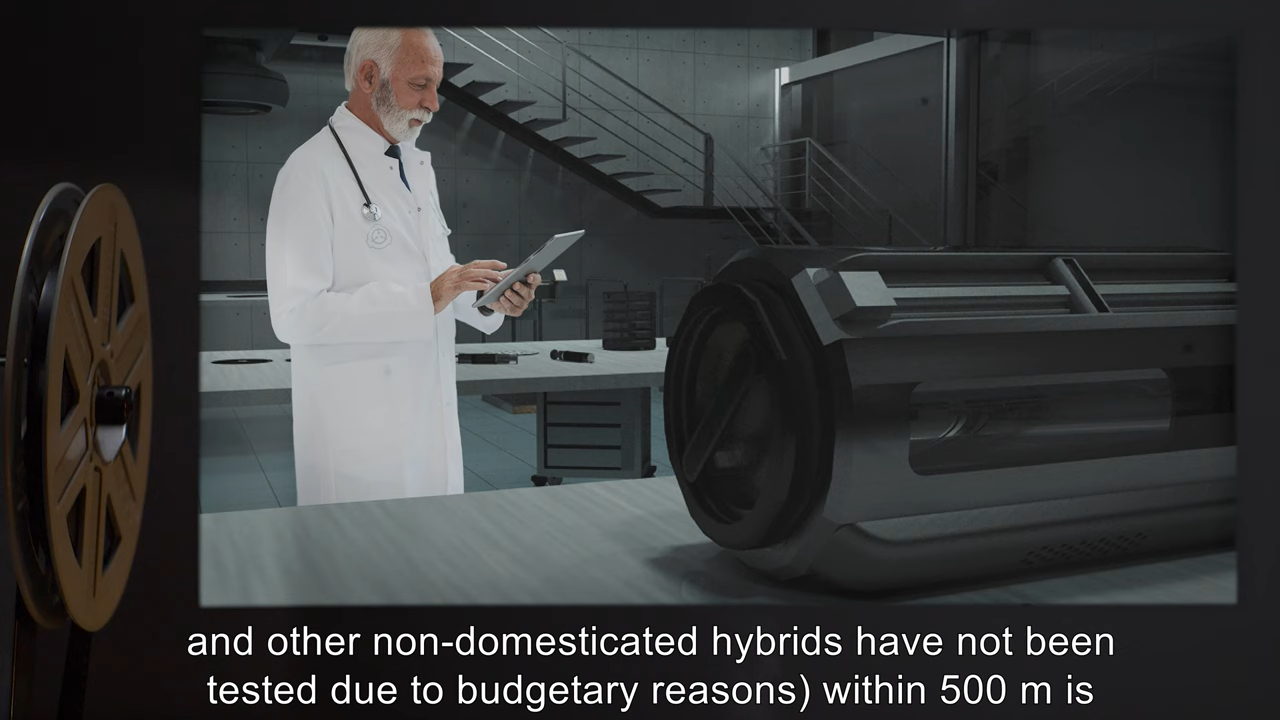 and other non-domesticated hybrids have not been
tested due to budgetary reasons) within 500 m is